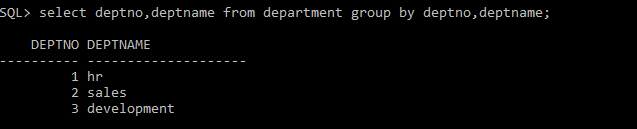 SQL> select deptno,deptname from department group by deptno,deptname;
    DEPTNO DEPTNAME
---------- --------------------
         1 hr
         2 sales
         3 development